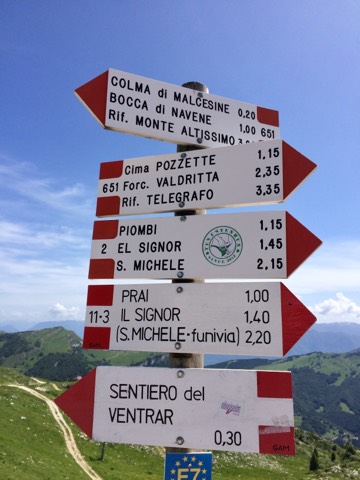 COLMA di MALCESINE 0.20
BOCCA di NAVENE 1,00 651
Rif. MONTE ALTISSIMO
Cima POZZETTE 1,15
651 Forc. VALDRITTA 2,35
Rif. TELEGRAFO 3,35
PIOMBI 1,15
2 EL SIGNOR 1,45
S. MICHELE 2,15
PRAI 1,00
11·3 IL SIGNOR 1,40
(S.MICHELE·funivia) 2,20
SENTIERO del
VENTRAR 0,30
GAM
E7